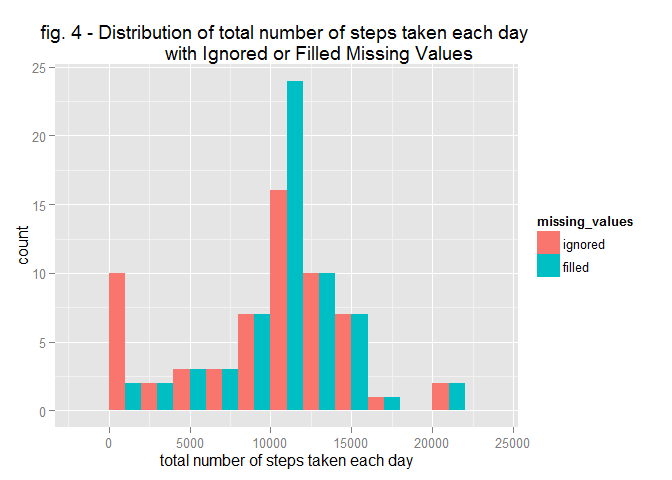 fig. 4 - Distribution of total number of steps taken each day
with Ignored or Filled Missing Values
25
20
15
10
5
0
count
0 5000 10000 15000 20000 25000
total number of steps taken each day
missing_values
ignored
filled